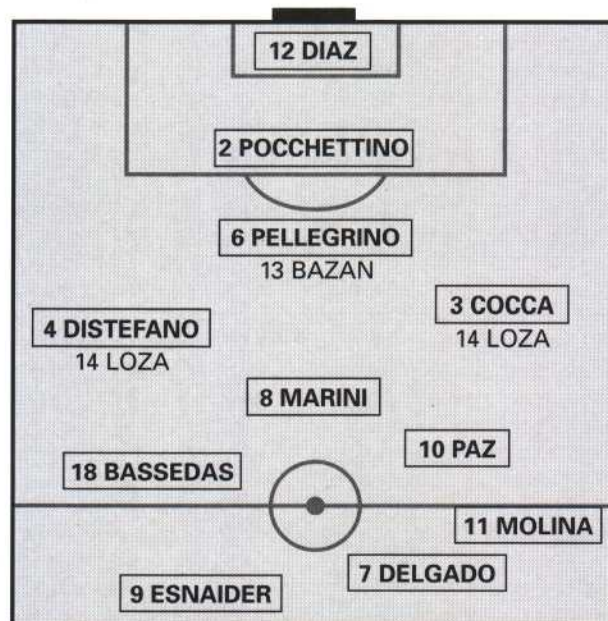 12 DIAZ
2 POCCHETTINO
6 PELLEGRINO
13 BAZAN
3 COCCA
14 LOZA
4 DISTEFANO
14 LOZA
8 MARINI
10 PAZ
18 BASSEDAS
11 MOLINA
7 DELGADO
9 ESNAIDER